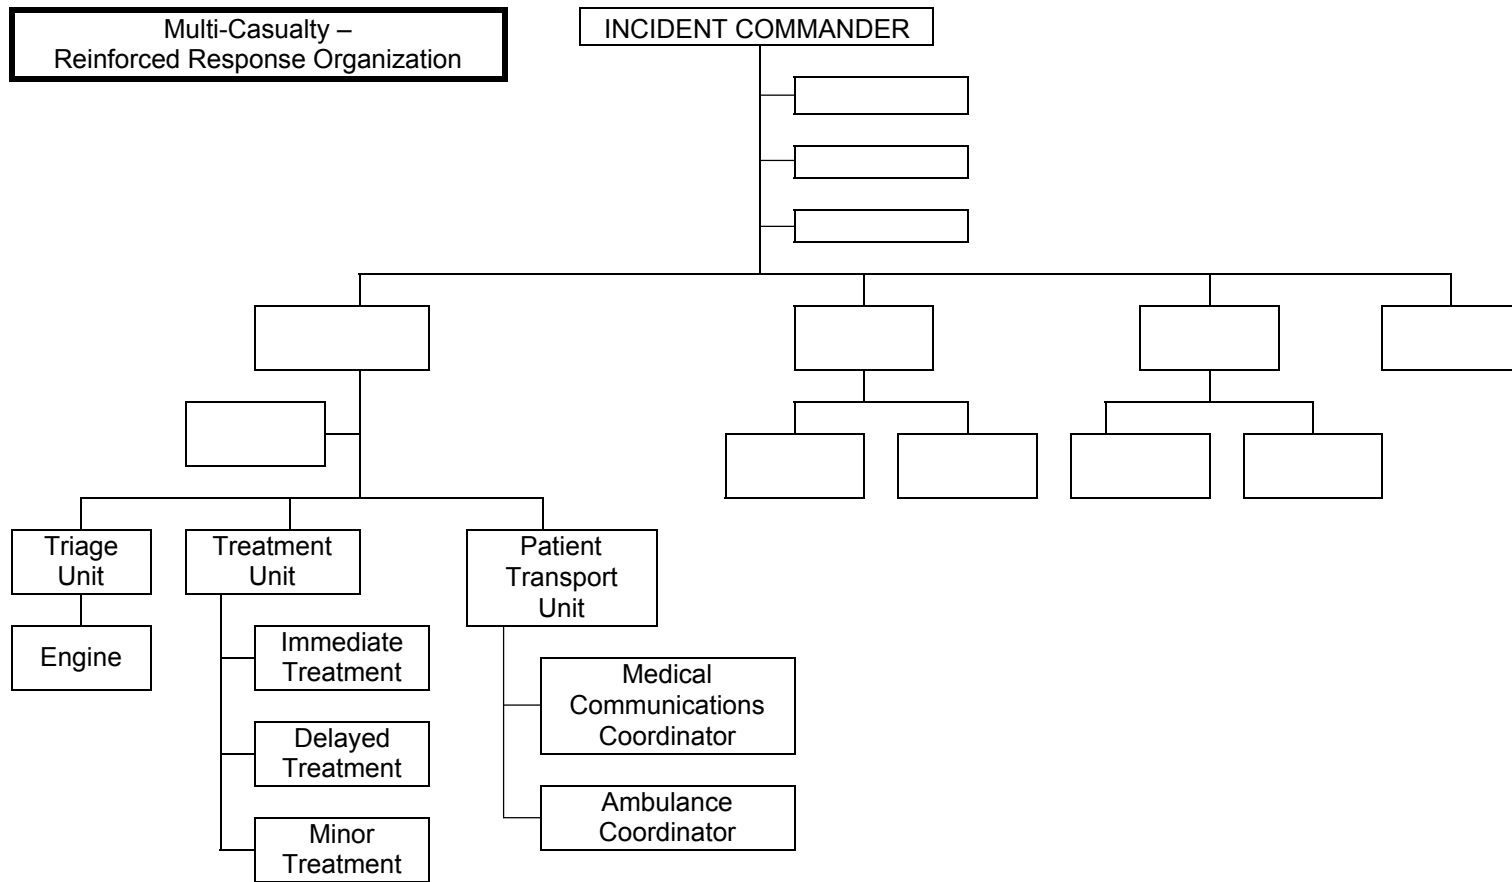 Multi-Casualty –
Reinforced Response Organization
INCIDENT COMMANDER
Triage
Unit
Treatment
Unit
Patient
Transport
Unit
Engine
Immediate
Treatment
Delayed
Treatment
Minor
Treatment
Medical
Communications
Coordinator
Ambulance
Coordinator